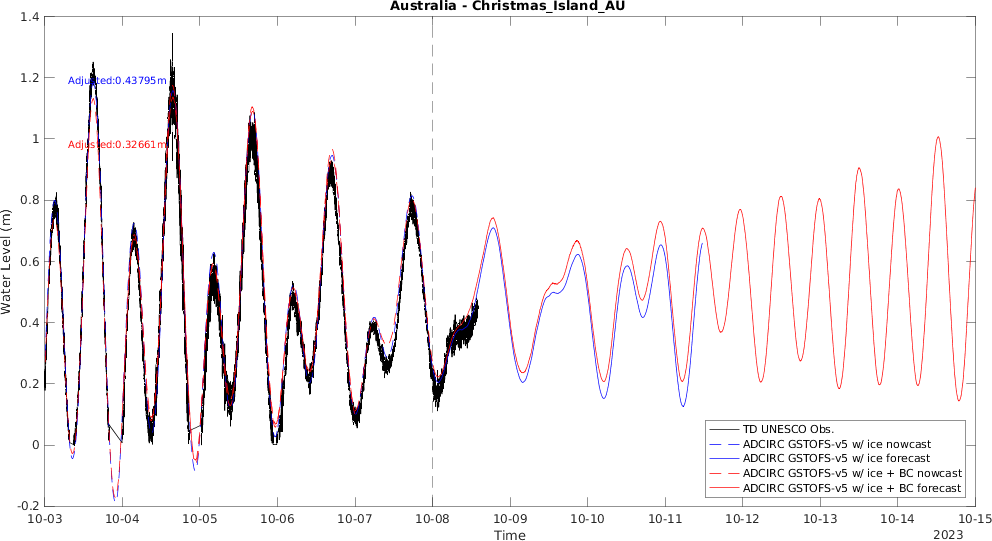 Australia - Christmas_Island_AU
1.4
1.2
1
0.8
0.6
0.4
0.2
0
-0.2
Water Level (m)
Adjusted:0.43795m
Adjusted:0.32661m
TD UNESCO Obs.
ADCIRC GSTOFS-v5 w/ ice nowcast
ADCIRC GSTOFS-v5 w/ ice forecast
ADCIRC GSTOFS-v5 w/ ice + BC nowcast
ADCIRC GSTOFS-v5 w/ ice + BC forecast
10-03 10-04 10-05 10-06 10-07 10-08 10-09 10-10 10-11 10-12 10-13 10-14 10-15
Time
2023